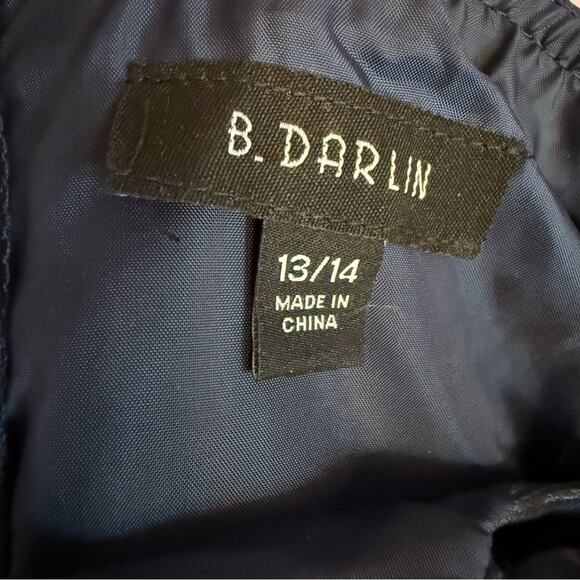 B. DARLIN
13/14
MADE IN
CHINA